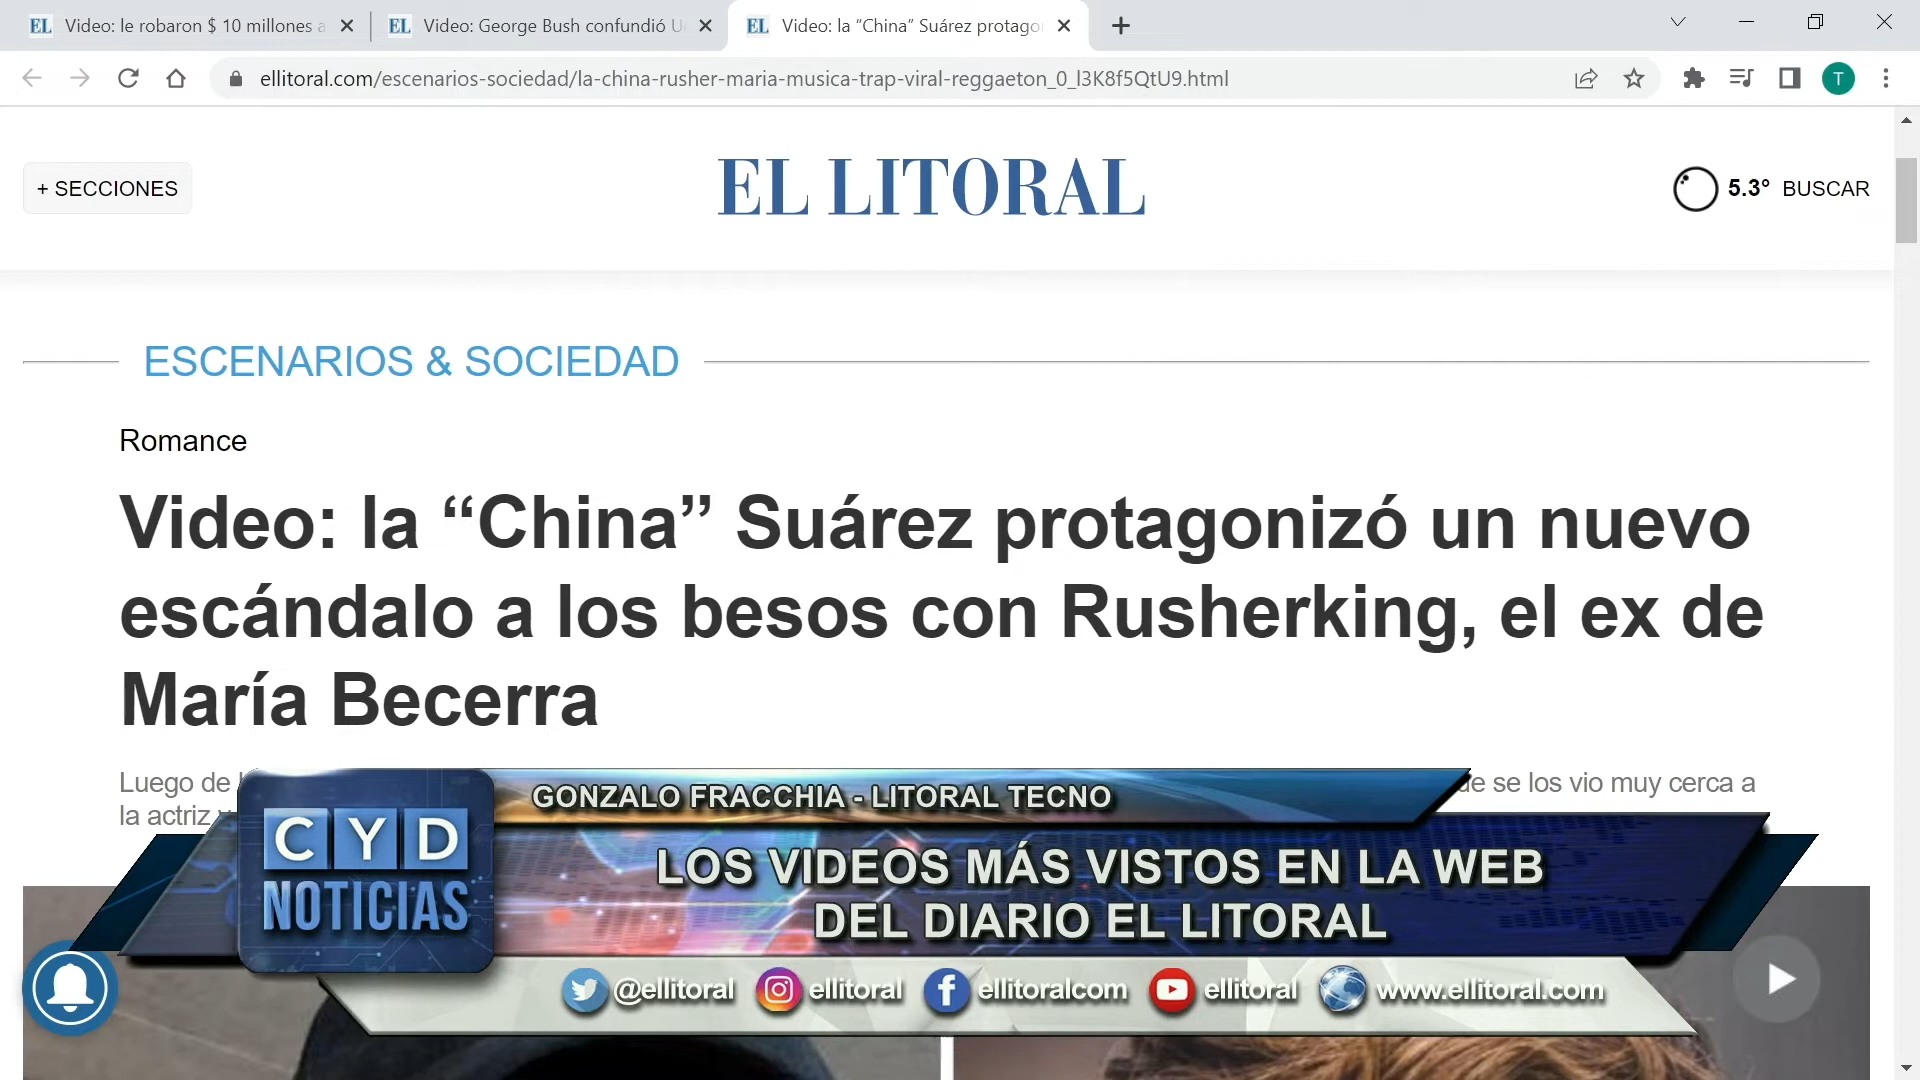 EL Video: le robaron $ 10 millones a
EL Video: George Bush confundió U
EL Video: la “China” Suárez protago
ellitoral.com/escenarios-sociedad/la-china-rusher-maria-musica-trap-viral-reggaeton_0_l3K8f5QtU9.html
T
+ SECCIONES
EL LITORAL
5.3° BUSCAR
ESCENARIOS & SOCIEDAD
Romance
Video: la “China” Suárez protagonizó un nuevo
escándalo a los besos con Rusherking, el ex de
María Becerra
Luego de
se los vio muy cerca a
la actriz y
GONZALO FRACCHIA - LITORAL TECNO
CYD
NOTICIAS
LOS VIDEOS MÁS VISTOS EN LA WEB
DEL DIARIO EL LITORAL
@ellitoral ellitoral ellitoralcom ellitoral www.ellitoral.com